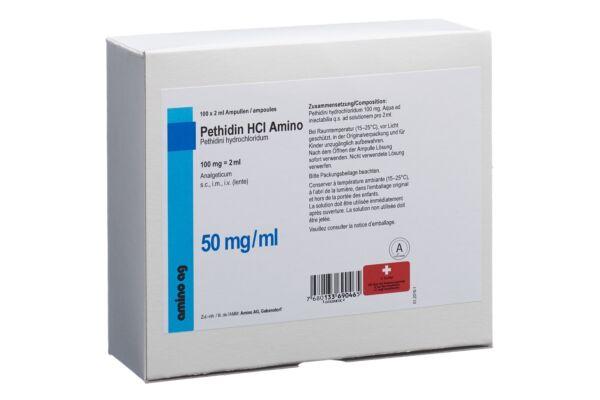 100 x 2 ml Ampullen / ampoules
Pethidin HCl Amino
Pethidini hydrochloridum
100 mg = 2 ml
Analgeticum
s.c., i.m., i.v. (lente)
50 mg/ml
amino ag
Zusammensetzung/Composition:
Pethidini hydrochloridum 100 mg, Aqua ad
injectabilia q.s. ad solutionem pro 2 ml.
Bei Raumtemperatur (15–25°C), vor Licht
geschützt, in der Originalverpackung und für
Kinder unzugänglich aufbewahren.
Nach dem Öffnen der Ampulle Lösung
sofort verwenden. Nicht verwendete Lösung
verwerfen.
Bitte Packungsbeilage beachten.
Conserver à température ambiante (15–25°C),
à l'abri de la lumière, dans l'emballage original
et hors de la portée des enfants.
La solution doit être utilisée immédiatement
après ouverture. La solution non utilisée doit
être jetée.
Veuillez consulter la notice d'emballage.
A
7680133690465
Amino AG, Gebenstorf